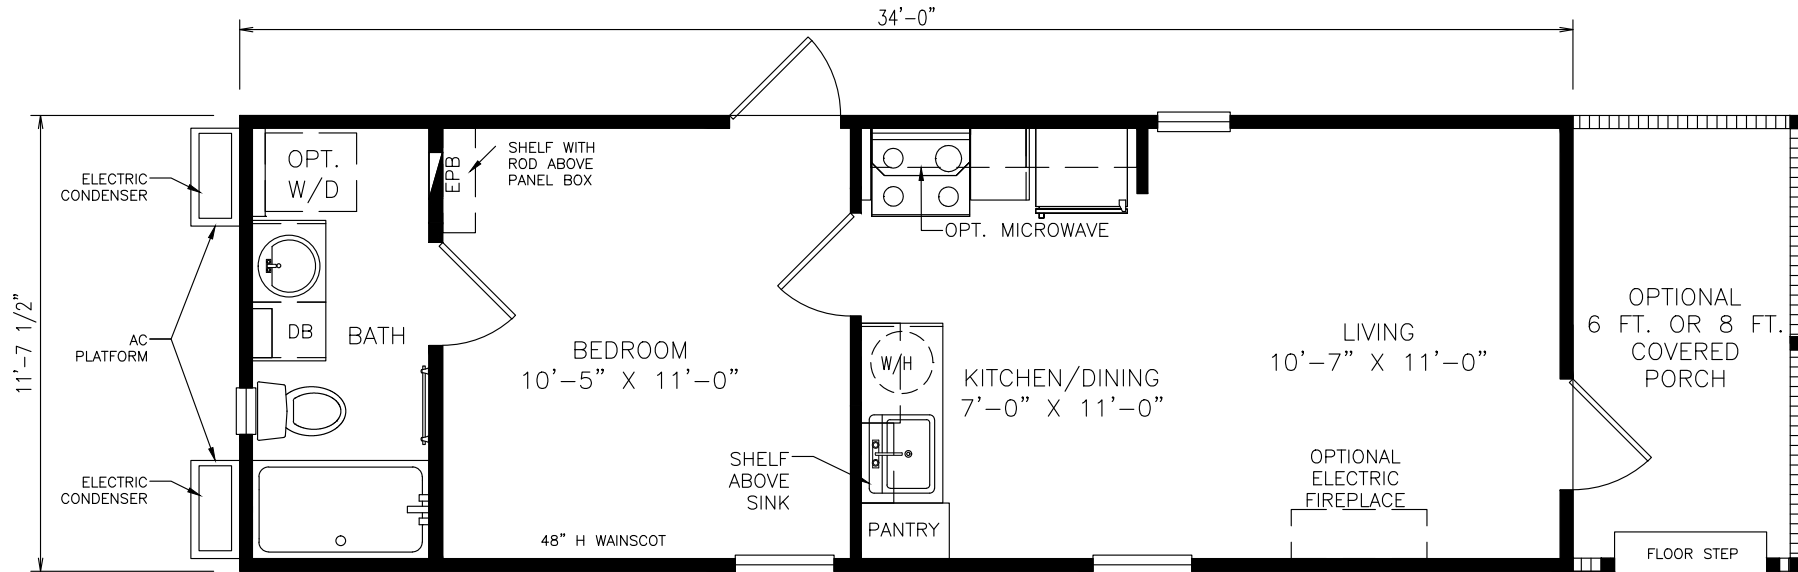 34'-0"
11'-7 1/2"
ELECTRIC
CONDENSER
AC
PLATFORM
ELECTRIC
CONDENSER
OPT.
W/D
EPB
SHELF WITH
ROD ABOVE
PANEL BOX
DB
BATH
BEDROOM
10'-5" X 11'-0"
48" H WAINSCOT
OPT. MICROWAVE
W/H
KITCHEN/DINING
7'-0" X 11'-0"
SHELF
ABOVE
SINK
PANTRY
LIVING
10'-7" X 11'-0"
OPTIONAL
ELECTRIC
FIREPLACE
OPTIONAL
6 FT. OR 8 FT.
COVERED
PORCH
FLOOR STEP